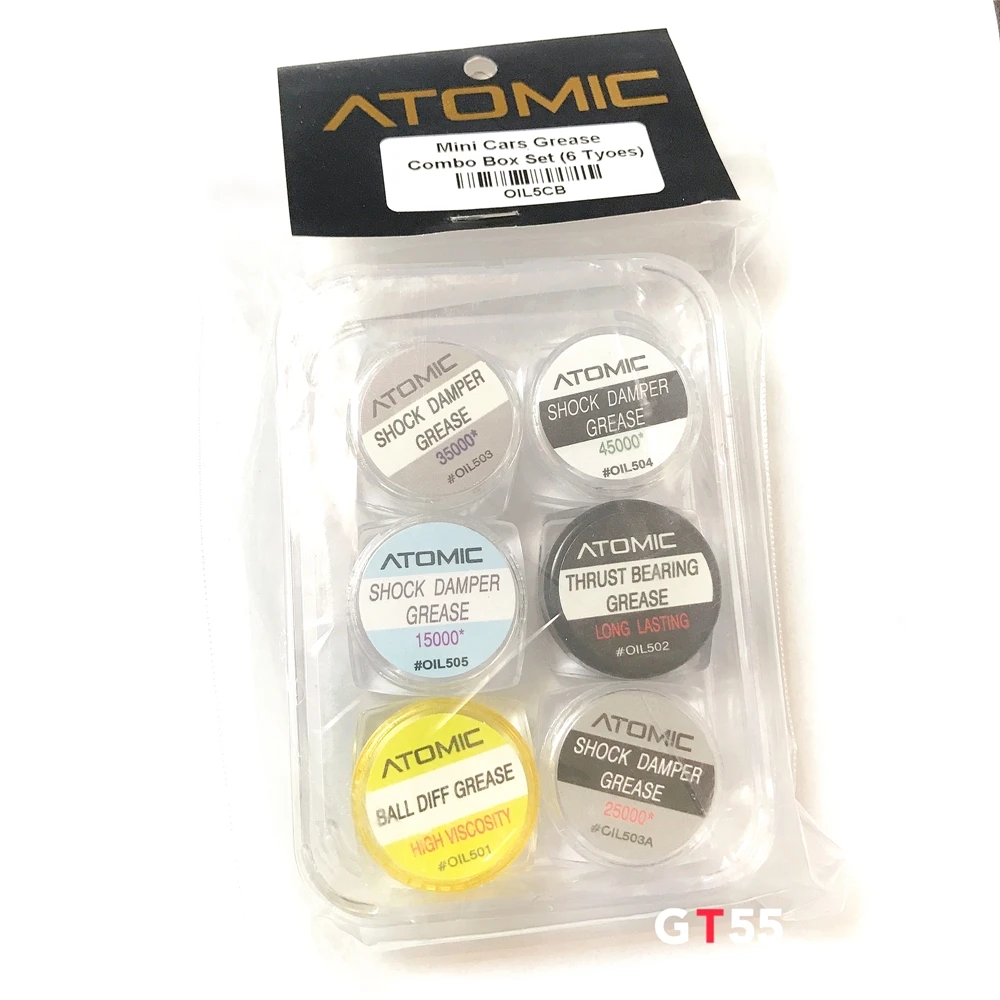 ATOMIC
Mini Cars Grease
Combo Box Set (6 Tyoes)
OIL5CB
ATOMIC
SHOCK DAMPER
GREASE
35000*
#OIL503
ATOMIC
SHOCK DAMPER
GREASE
45000*
#OIL504
ATOMIC
SHOCK DAMPER
GREASE
15000*
#OIL505
ATOMIC
THRUST BEARING
GREASE
LONG LASTING
#OIL502
ATOMIC
BALL DIFF GREASE
HIGH VISCOSITY
#OIL501
ATOMIC
SHOCK DAMPER
GREASE
25000*
#OIL503A
GT55